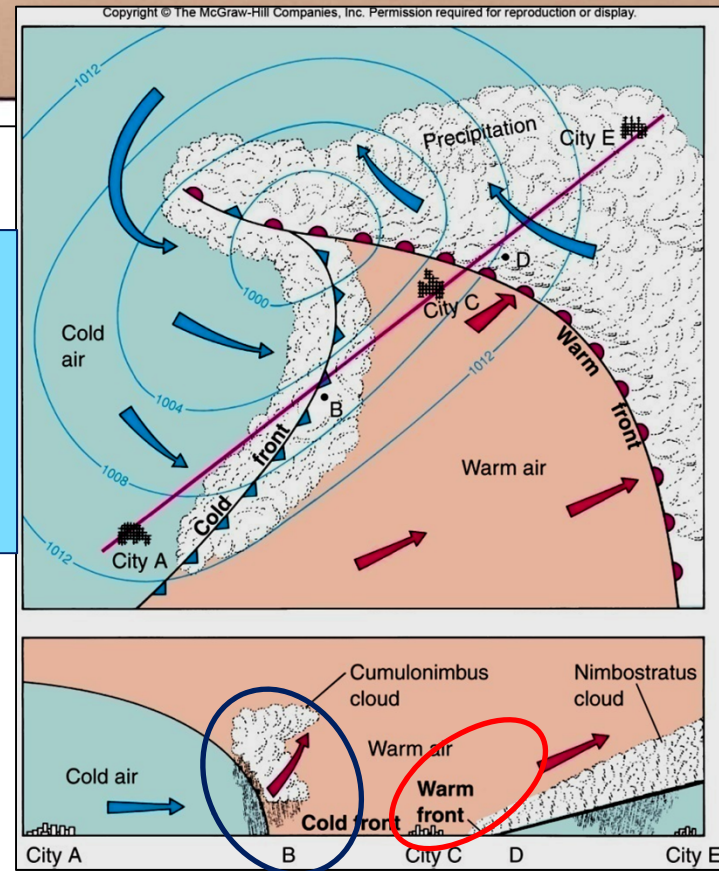 Copyright © The McGraw-Hill Companies, Inc. Permission required for reproduction or display.
1012
Precipitation
City E
D
1000
City C
Cold
air
1012
Warm
front
1004
B
Cold front
Warm air
1008
1012
City A
Cumulonimbus
cloud
Nimbostratus
cloud
Warm air
Cold air
Warm
front
Cold front
City A
B
City C
D
City E